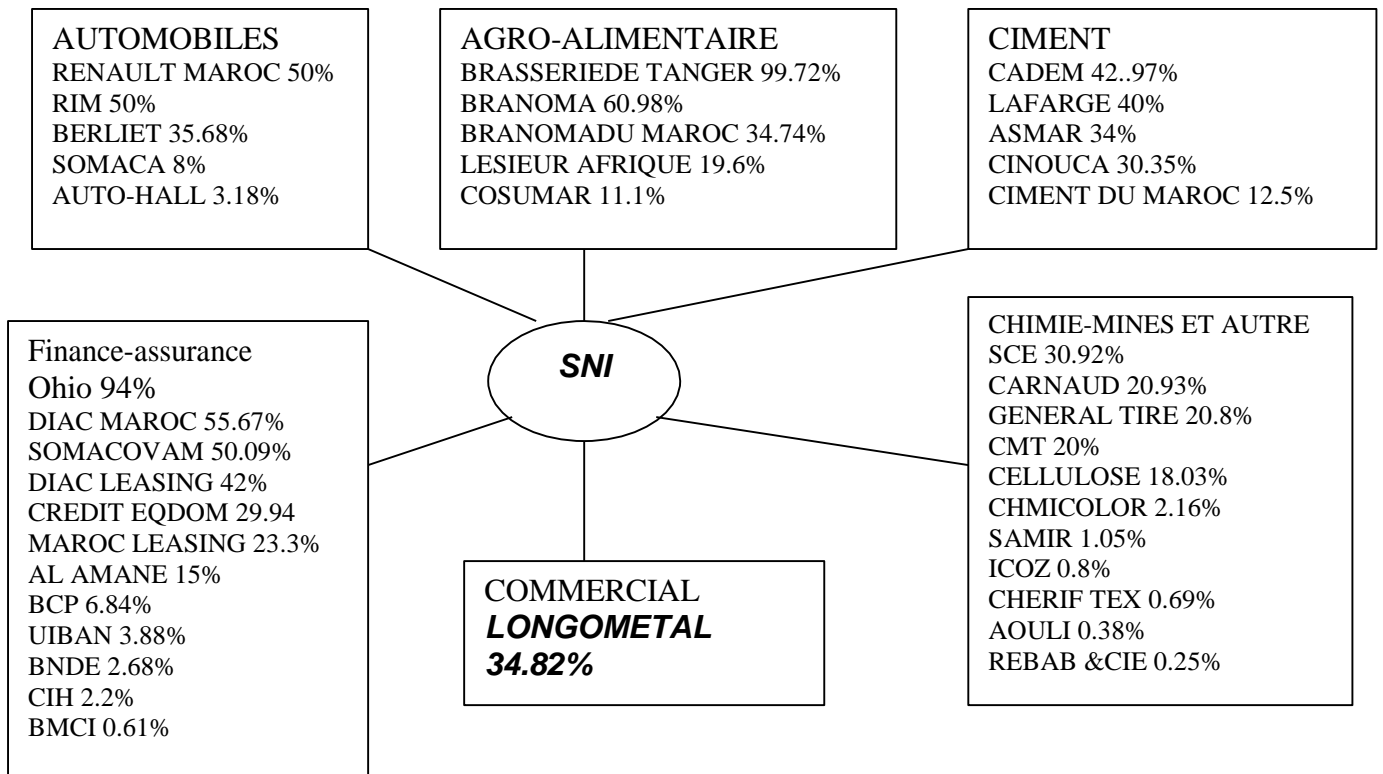 AUTOMOBILES
RENAULT MAROC 50%
RIM 50%
BERLIET 35.68%
SOMACA 8%
AUTO-HALL 3.18%
AGRO-ALIMENTAIRE
BRASSERIEDE TANGER 99.72%
BRANOMA 60.98%
BRANOMADU MAROC 34.74%
LESIEUR AFRIQUE 19.6%
COSUMAR 11.1%
CIMENT
CADEM 42..97%
LAFARGE 40%
ASMAR 34%
CINOUCA 30.35%
CIMENT DU MAROC 12.5%
Finance-assurance
Ohio 94%
DIAC MAROC 55.67%
SOMACOVAM 50.09%
DIAC LEASING 42%
CREDIT EQDOM 29.94
MAROC LEASING 23.3%
AL AMANE 15%
BCP 6.84%
UIBAN 3.88%
BNDE 2.68%
CIH 2.2%
BMCI 0.61%
SNI
COMMERCIAL
LONGOMETAL
34.82%
CHIMIE-MINES ET AUTRE
SCE 30.92%
CARNAUD 20.93%
GENERAL TIRE 20.8%
CMT 20%
CELLULOSE 18.03%
CHMICOLOR 2.16%
SAMIR 1.05%
ICOZ 0.8%
CHERIF TEX 0.69%
AOULI 0.38%
REBAB &CIE 0.25%